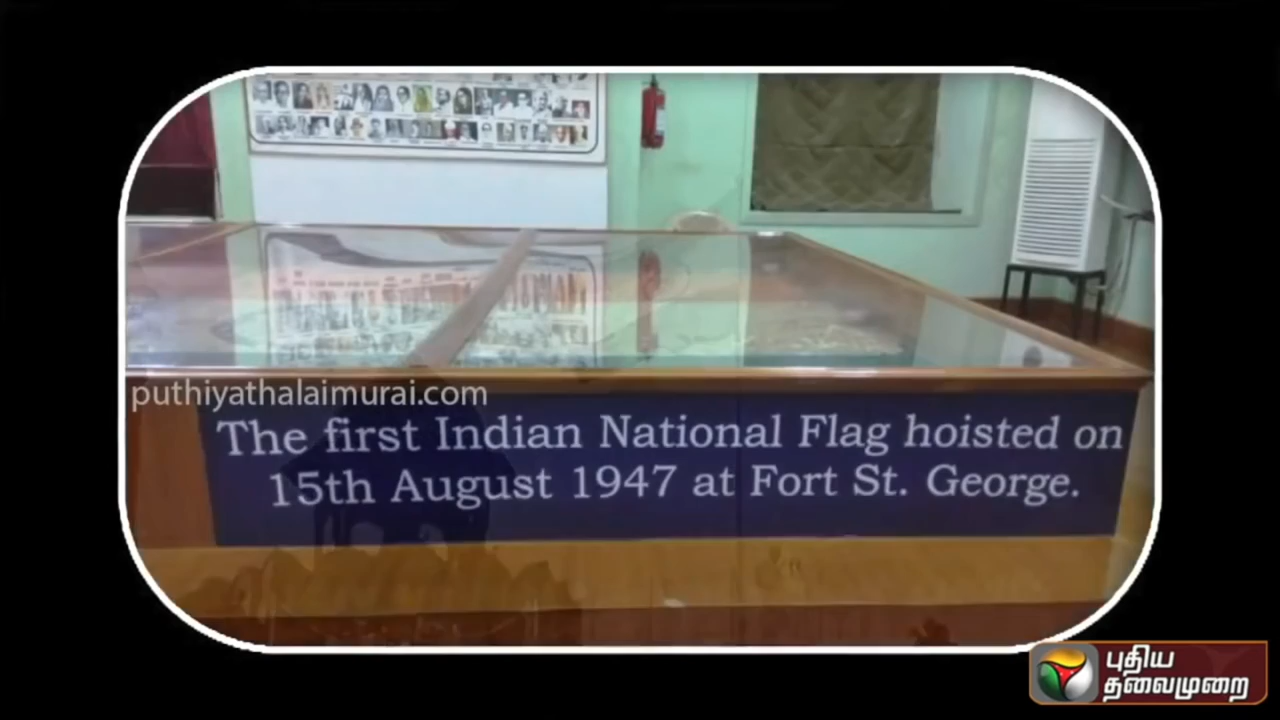 puthiyathalaimurai.com
The first Indian National Flag hoisted on
15th August 1947 at Fort St. George.
புதிய
தலைமுறை